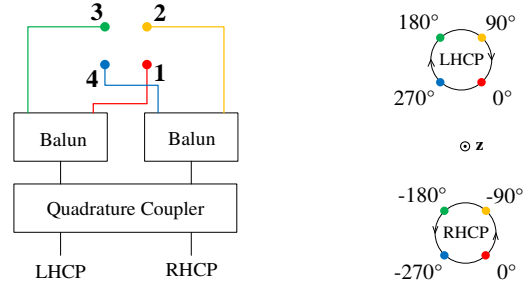 3 2
4 1
Balun Balun
Quadrature Coupler
LHCP RHCP
180° 90°
LHCP
270° 0°
z
-180° -90°
RHCP
-270° 0°